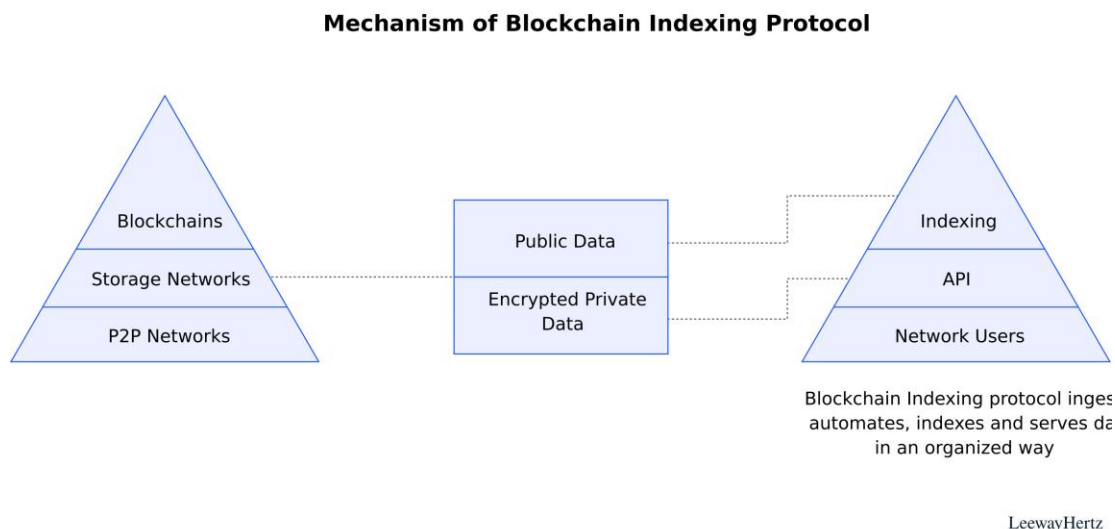 Mechanism of Blockchain Indexing Protocol
Blockchains
Storage Networks
P2P Networks
Public Data
Encrypted Private
Data
Indexing
API
Network Users
Blockchain Indexing protocol
automates, indexes and serves
in an organized way
LeewayHertz